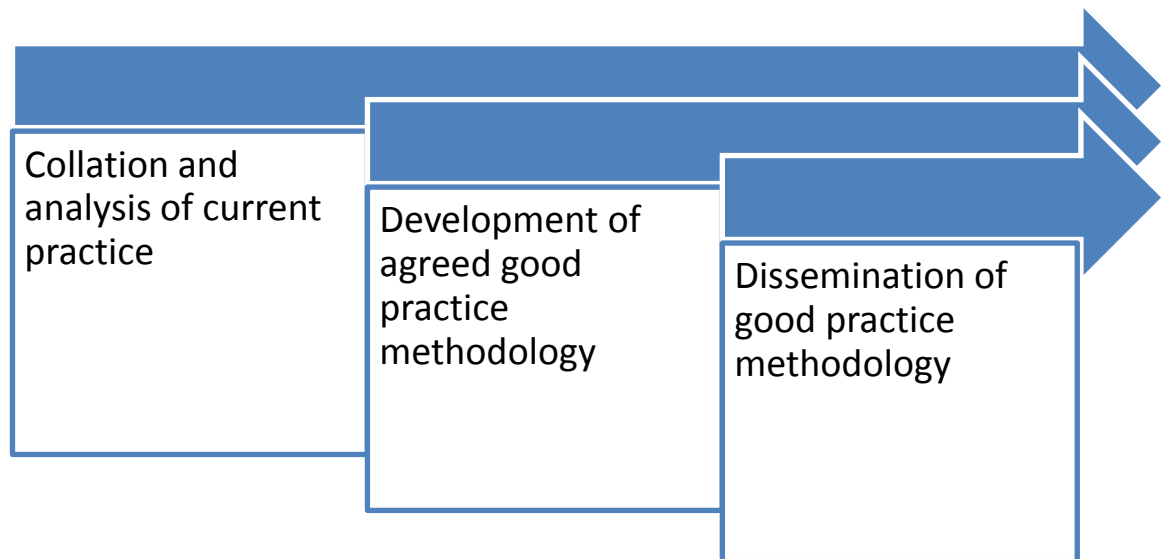 Collation and
analysis of current
practice
Development of
agreed good
practice
methodology
Dissemination of
good practice
methodology